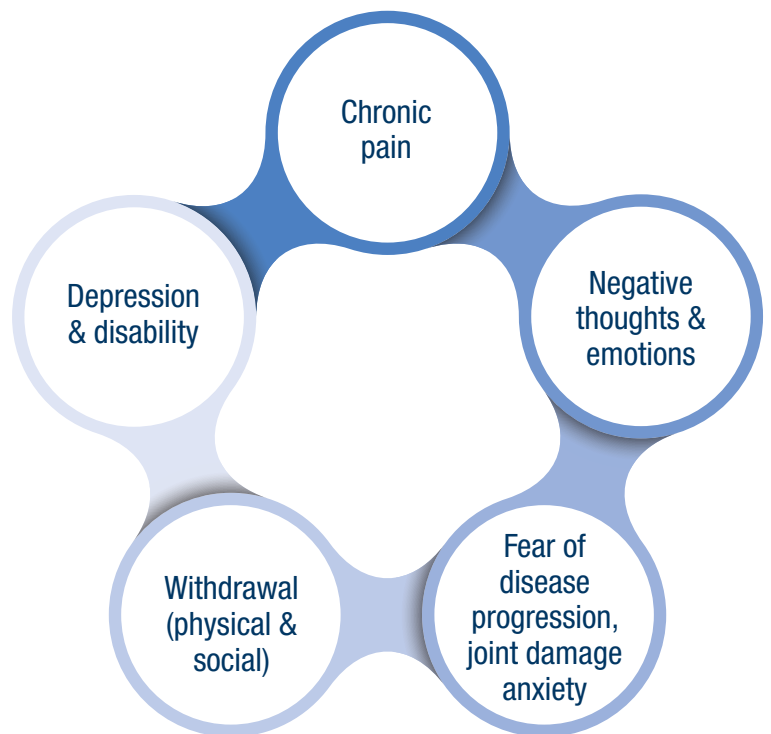 Chronic
pain
Negative
thoughts &
emotions
Fear of
disease
progression,
joint damage
anxiety
Withdrawal
(physical &
social)
Depression
& disability